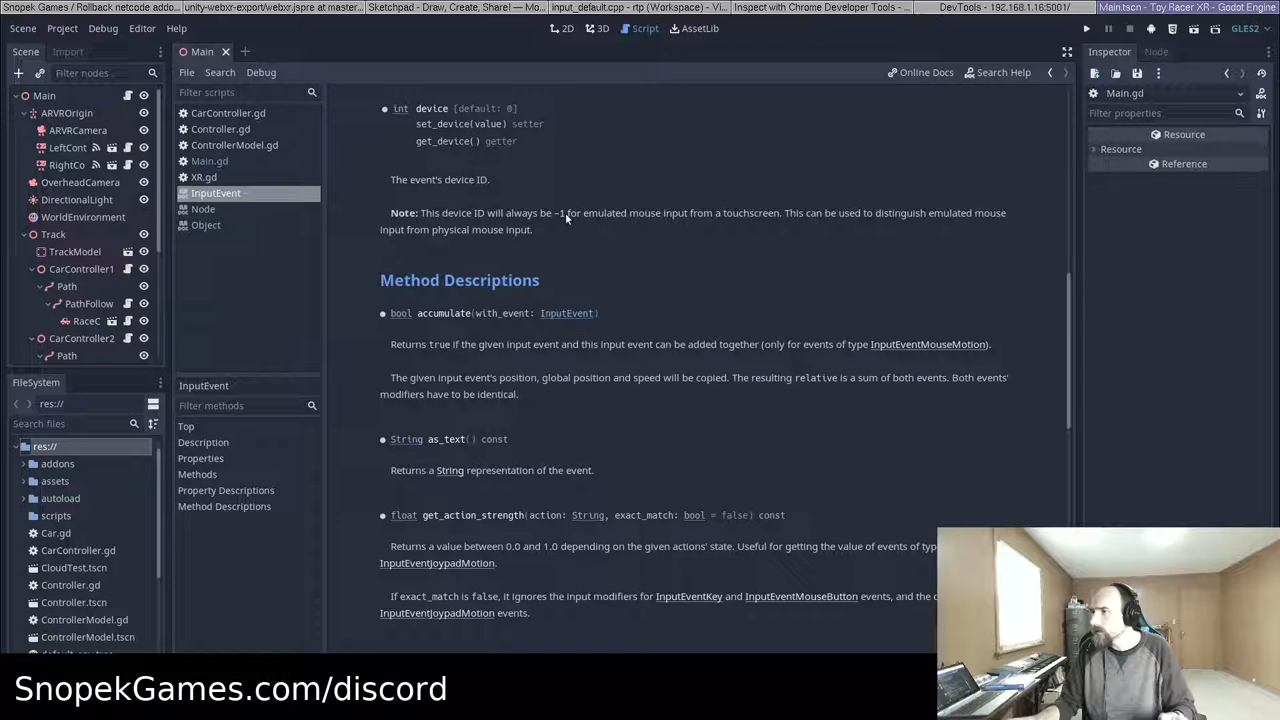 Snopek Games / Rollback netcode addo...
unity-webxr-export/webxr.jspre at master...
Sketchpad - Draw, Create, Share! — Mo...
input_default.cpp - rtp (Workspace) - Vi...
Inspect with Chrome Developer Tools - ...
DevTools - 192.168.1.16:5001/
Main.tscn - Toy Racer XR - Godot Engine
Scene Project Debug Editor Help
2D 3D Script AssetLib
GLES2
Scene Import
Filter nodes
Main
ARVROrigin
ARVRCamera
LeftCont
RightCo
OverheadCamera
DirectionalLight
WorldEnvironment
Track
TrackModel
CarController1
Path
PathFollow
RaceC
CarController2
Path
FileSystem
res://
Search files
res://
addons
assets
autoload
scripts
Car.gd
CarController.gd
CloudTest.tscn
Controller.gd
Controller.tscn
ControllerModel.gd
ControllerModel.tscn
Main
File Search Debug
Online Docs Search Help
Filter scripts
CarController.gd
Controller.gd
ControllerModel.gd
Main.gd
XR.gd
InputEvent
Node
Object
InputEvent
Filter methods
Top
Description
Properties
Methods
Property Descriptions
Method Descriptions
int device [default: 0]
set_device(value) setter
get_device() getter
The event's device ID.
Note: This device ID will always be -1 for emulated mouse input from a touchscreen. This can be used to distinguish emulated mouse
input from physical mouse input.
Method Descriptions
bool accumulate(with_event: InputEvent)
Returns true if the given input event and this input event can be added together (only for events of type InputEventMouseMotion).
The given input event's position, global position and speed will be copied. The resulting relative is a sum of both events. Both events'
modifiers have to be identical.
String as_text() const
Returns a String representation of the event.
float get_action_strength(action: String, exact_match: bool = false) const
Returns a value between 0.0 and 1.0 depending on the given actions' state. Useful for getting the value of events of typ
InputEventJoypadMotion.
If exact_match is false, it ignores the input modifiers for InputEventKey and InputEventMouseButton events, and the
InputEventJoypadMotion events.
Inspector Node
Main.gd
Filter properties
Resource
Resource
Reference
SnopekGames.com/discord